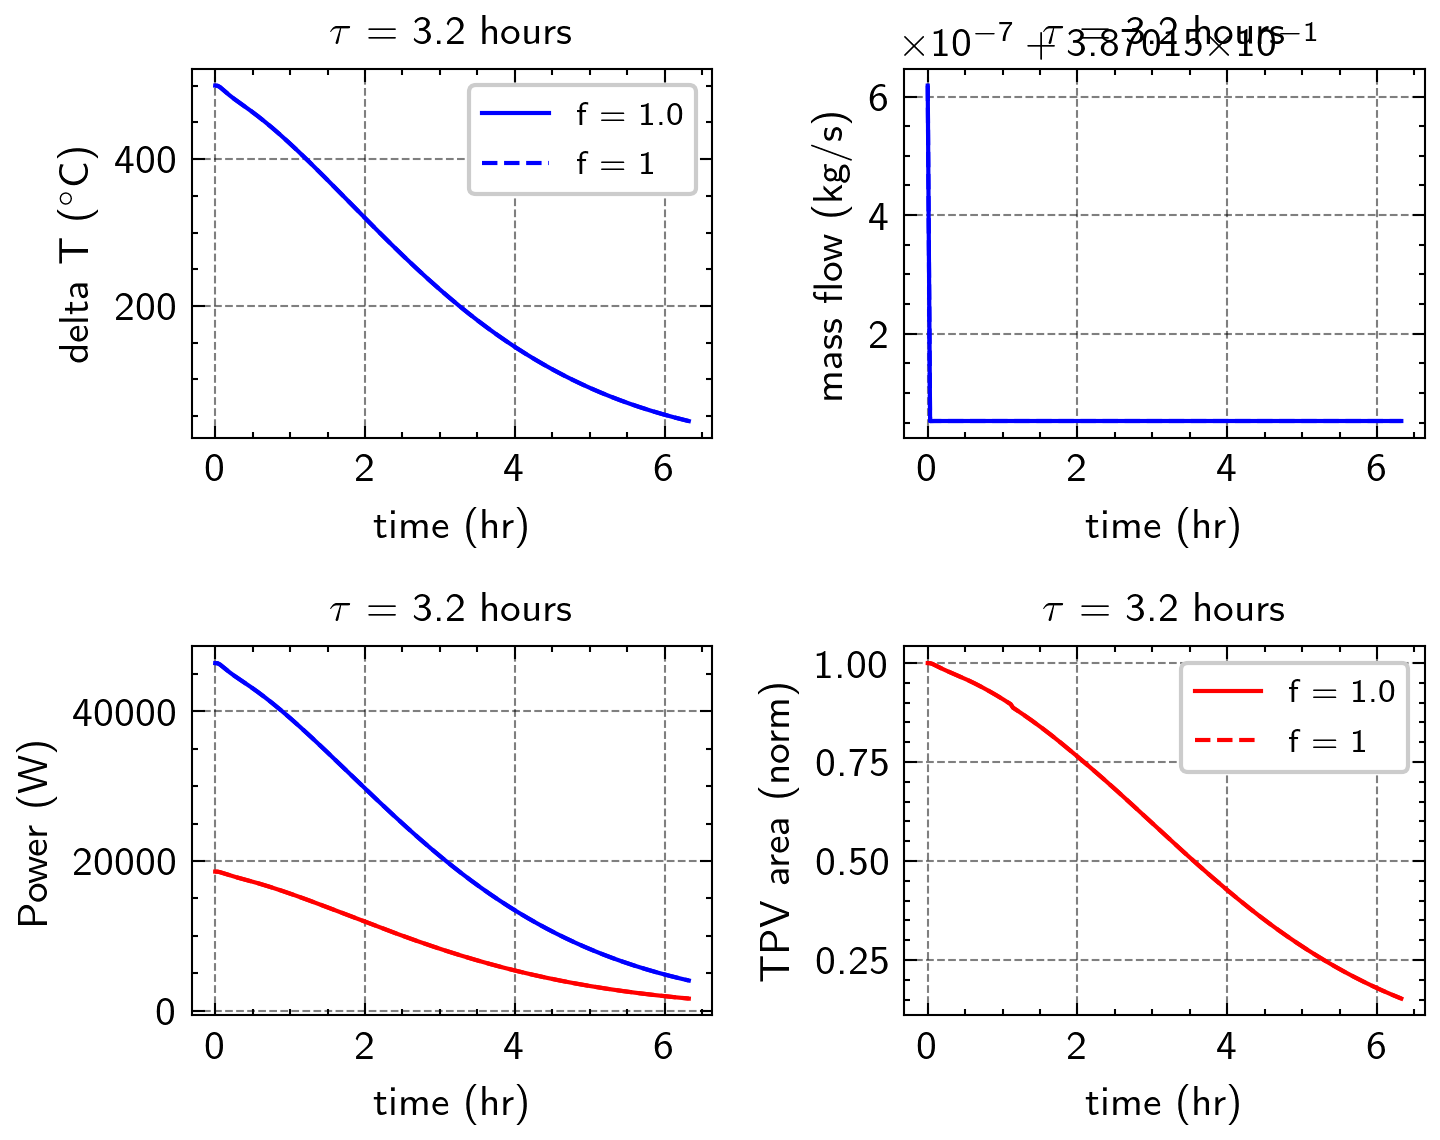 τ = 3.2 hours
delta T (°C)
400
200
f = 1.0
f = 1
0 2 4 6
time (hr)
τ = 3.2 hours
×10⁻⁷ + 3.87015×10⁻¹
mass flow (kg/s)
6
4
2
0 2 4 6
time (hr)
τ = 3.2 hours
Power (W)
40000
20000
0
0 2 4 6
time (hr)
τ = 3.2 hours
TPV area (norm)
1.00
0.75
0.50
0.25
f = 1.0
f = 1
0 2 4 6
time (hr)